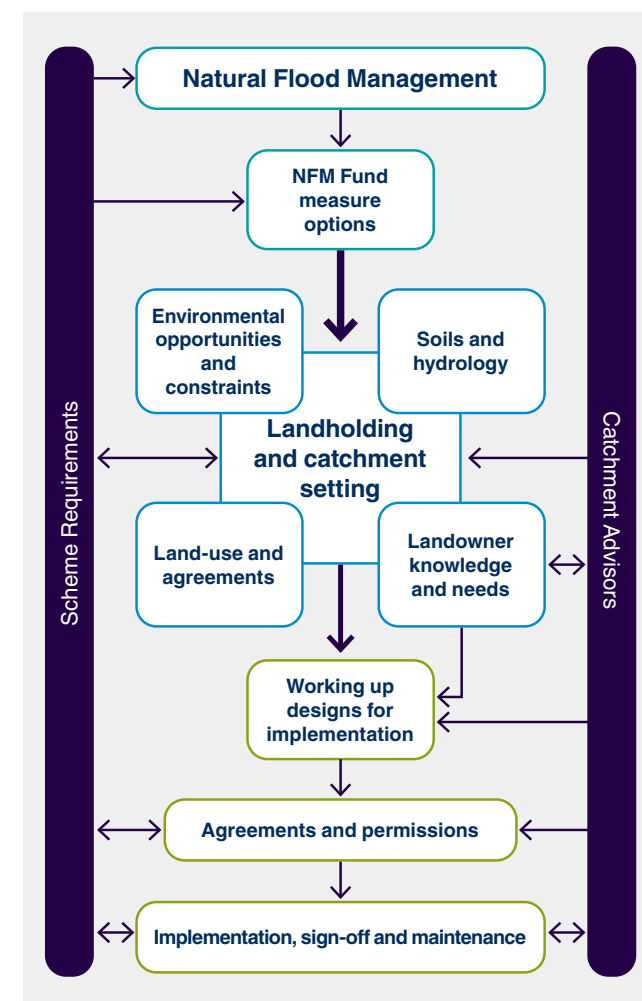 Natural Flood Management
NFM Fund
measure
options
Environmental
opportunities
and
constraints
Soils and
hydrology
Landholding
and catchment
setting
Land-use and
agreements
Landowner
knowledge
and needs
Working up
designs for
implementation
Agreements and permissions
Implementation, sign-off and maintenance
Scheme Requirements
Catchment Advisors